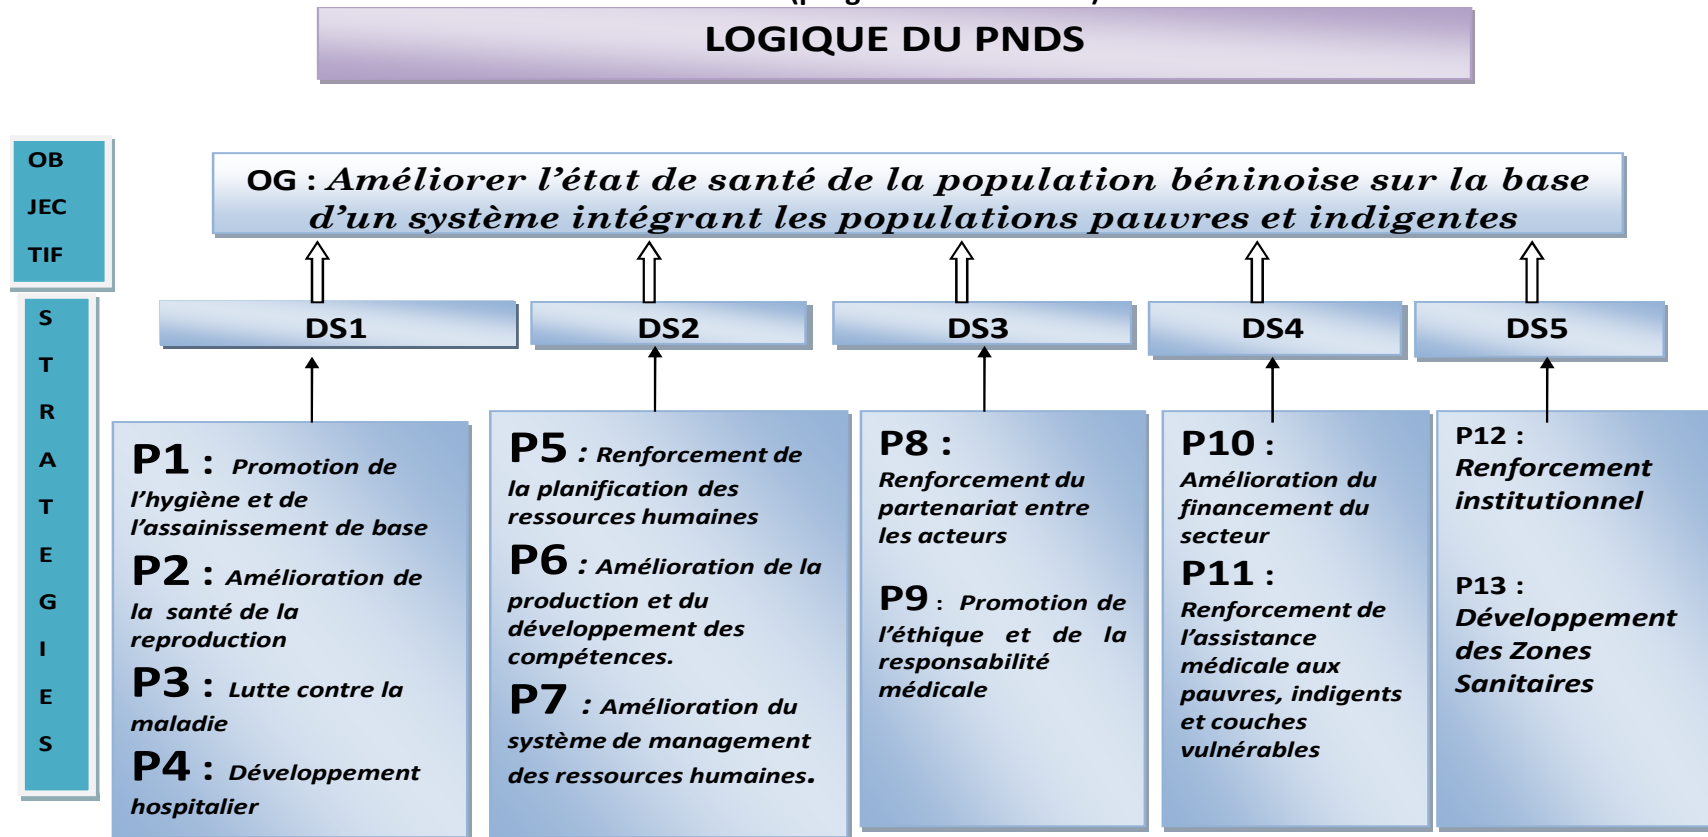 LOGIQUE DU PNDS
OB
JEC
TIF
OG : Améliorer l’état de santé de la population béninoise sur la base
d’un système intégrant les populations pauvres et indigentes
S
T
R
A
T
E
G
I
E
S
DS1
DS2
DS3
DS4
DS5
P1 : Promotion de
l’hygiène et de
l’assainissement de base
P2 : Amélioration de
la santé de la
reproduction
P3 : Lutte contre la
maladie
P4 : Développement
hospitalier
P5 : Renforcement de
la planification des
ressources humaines
P6 : Amélioration de la
production et du
développement des
compétences.
P7 : Amélioration du
système de management
des ressources humaines.
P8 :
Renforcement du
partenariat entre
les acteurs
P9 : Promotion de
l’éthique et de la
responsabilité
médicale
P10 :
Amélioration du
financement du
secteur
P11 :
Renforcement de
l’assistance
médicale aux
pauvres, indigents
et couches
vulnérables
P12 :
Renforcement
institutionnel
P13 :
Développement
des Zones
Sanitaires